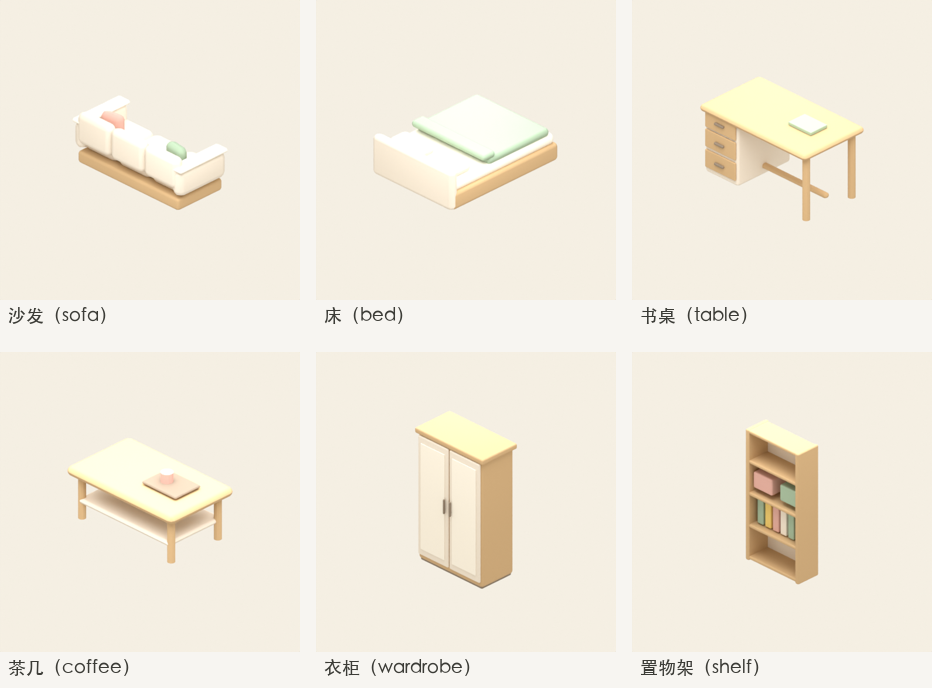 沙发（sofa）
床（bed）
书桌（table）
茶几（coffee）
衣柜（wardrobe）
置物架（shelf）